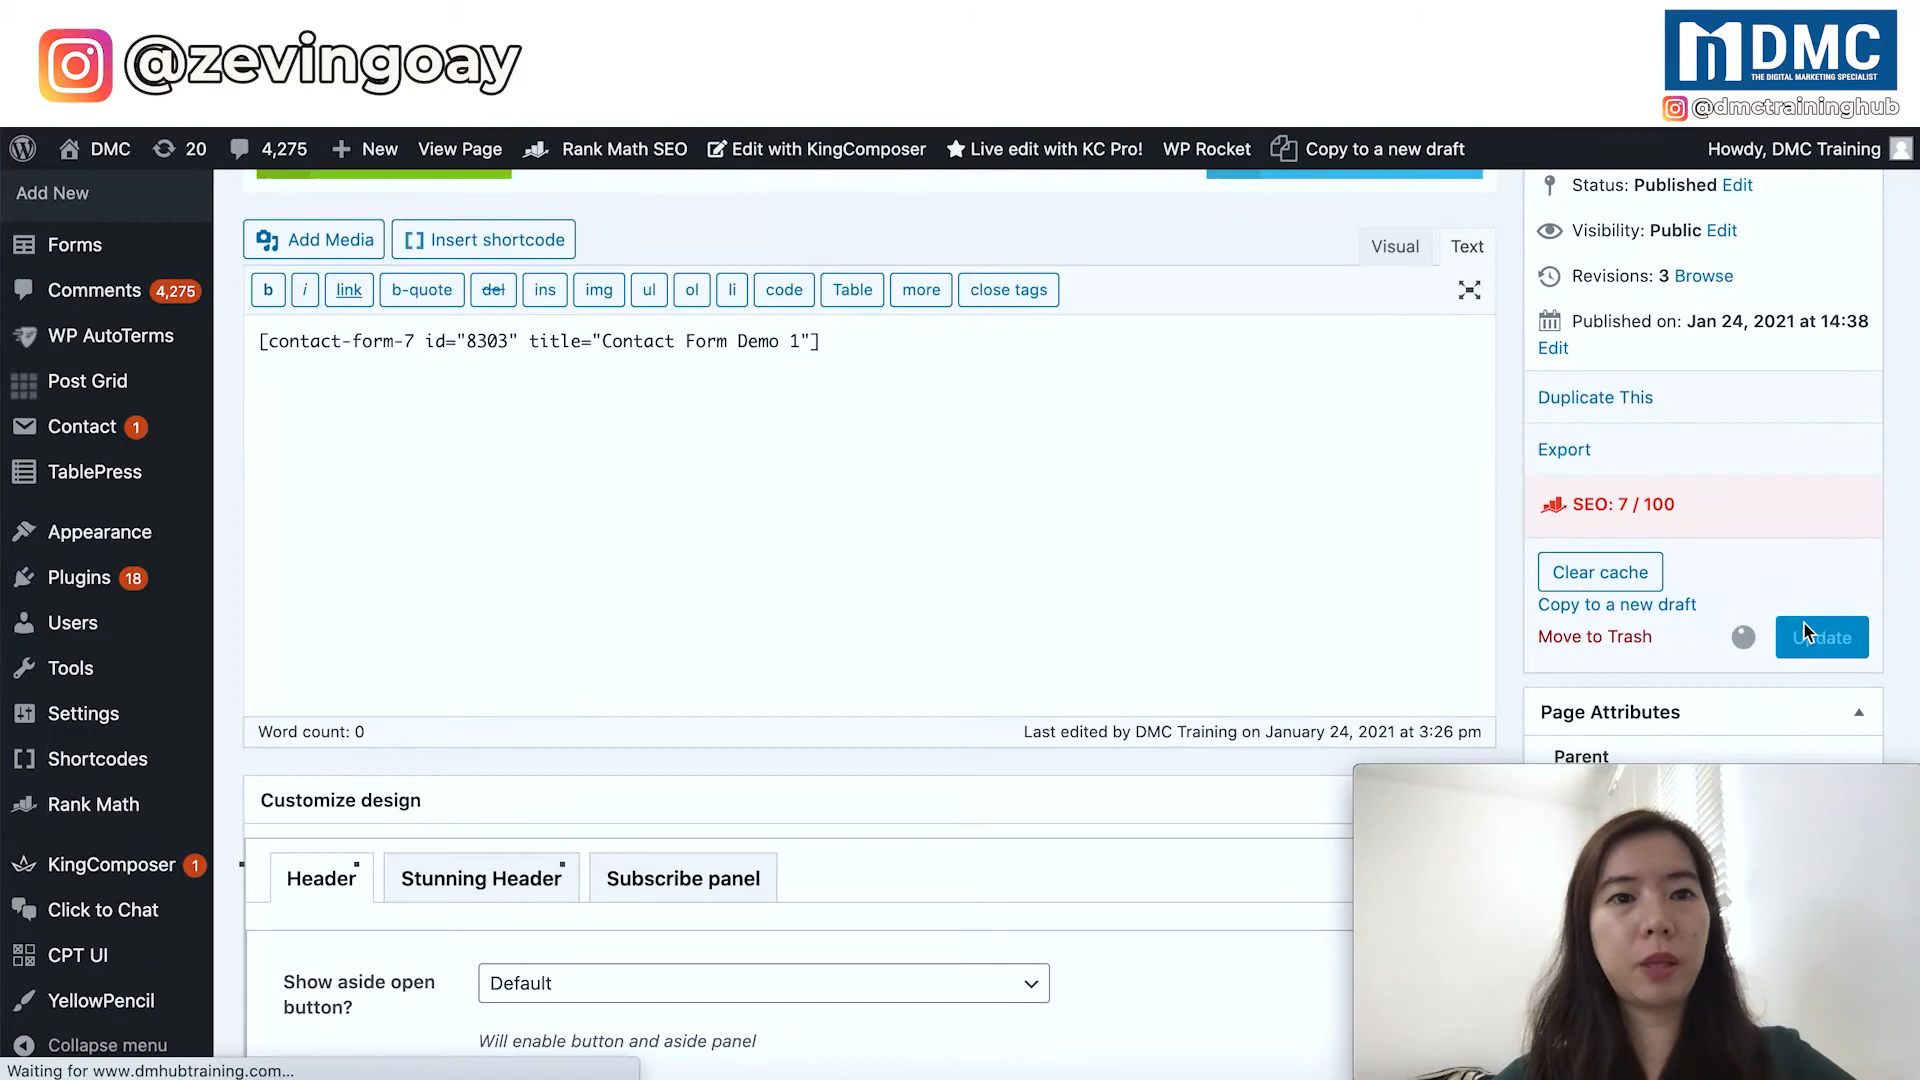 @zevingoay
DMC
THE DIGITAL MARKETING SPECIALIST
@dmctraininghub
DMC 20 4,275 New View Page Rank Math SEO Edit with KingComposer Live edit with KC Pro! WP Rocket Copy to a new draft Howdy, DMC Training
Add New
Forms
Comments 4,275
WP AutoTerms
Post Grid
Contact 1
TablePress
Appearance
Plugins 18
Users
Tools
Settings
Shortcodes
Rank Math
KingComposer 1
Click to Chat
CPT UI
YellowPencil
Collapse menu
Waiting for www.dmhubtraining.com...
Add Media Insert shortcode
Visual Text
b i link b-quote del ins img ul ol li code Table more close tags
[contact-form-7 id="8303" title="Contact Form Demo 1"]
Word count: 0
Last edited by DMC Training on January 24, 2021 at 3:26 pm
Customize design
Header Stunning Header Subscribe panel
Show aside open
button?
Default
Will enable button and aside panel
Status: Published Edit
Visibility: Public Edit
Revisions: 3 Browse
Published on: Jan 24, 2021 at 14:38
Edit
Duplicate This
Export
SEO: 7 / 100
Clear cache
Copy to a new draft
Move to Trash
Update
Page Attributes
Parent